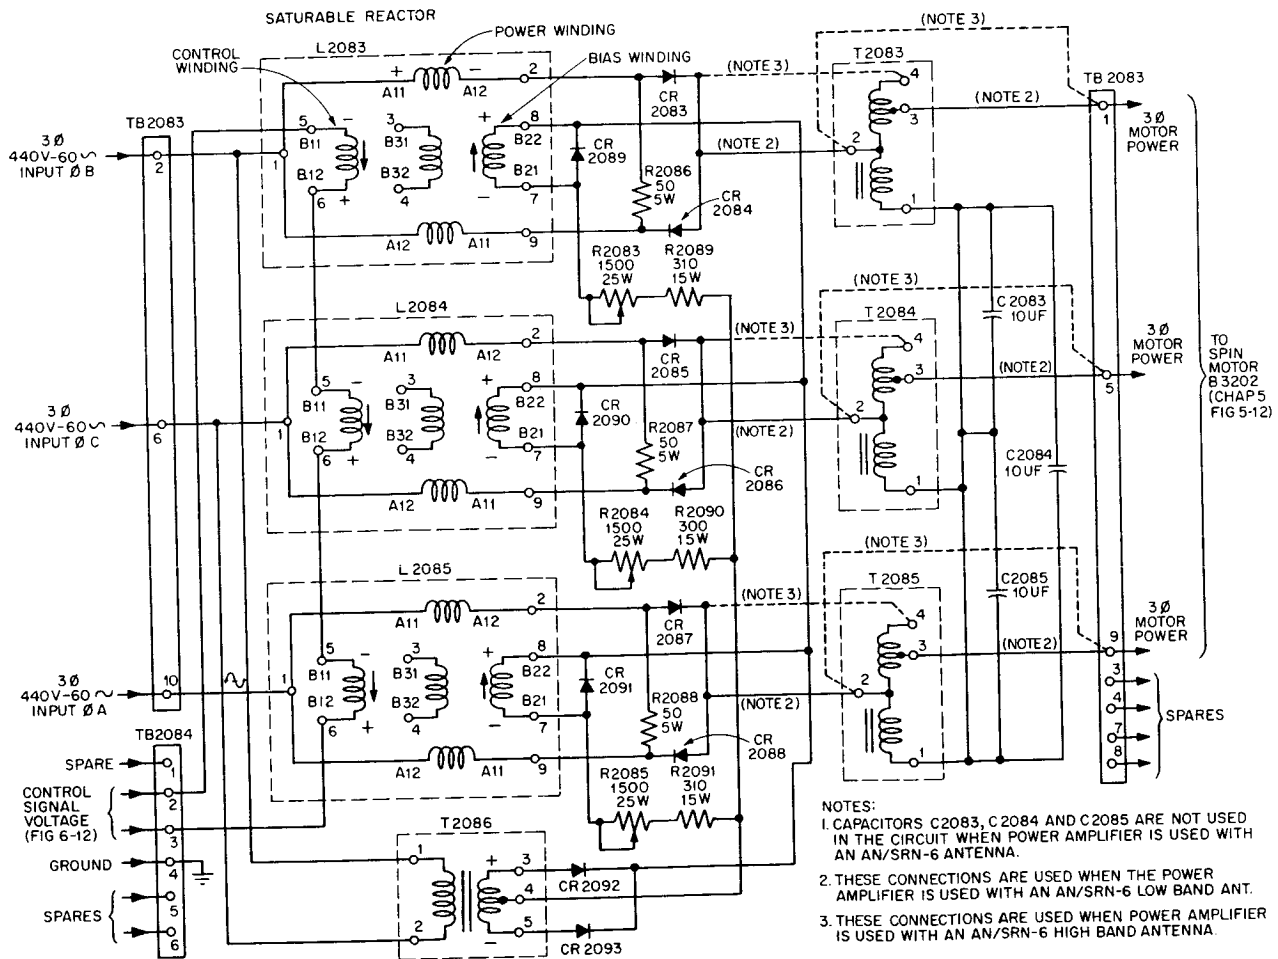 SATURABLE REACTOR
(NOTE 3)
POWER WINDING
CONTROL
WINDING
L2083
BIAS WINDING
T2083
TB 2083
+
−
A11
A12
2
CR
2083
(NOTE 3)
4
3
(NOTE 2)
1
3Ø
MOTOR
POWER
TB2083
3Ø
440V-60~
INPUT Ø B
2
1
5
B11
−
B12
6
+
3
B31
B32
4
+
8
B22
B21
−
7
CR
2089
R2086
50
5W
CR
2084
(NOTE 2)
2
1
A12
A11
9
R2083
1500
25W
R2089
310
15W
(NOTE 3)
L2084
T2084
C2083
10UF
A11
A12
2
CR
2085
(NOTE 3)
4
3
(NOTE 2)
5
3Ø
MOTOR
POWER
TO
SPIN
MOTOR
B3202
(CHAP 5
FIG 5-12)
3Ø
440V-60~
INPUT Ø C
6
1
5
B11
−
B12
6
+
3
B31
B32
4
+
8
B22
B21
−
7
CR
2090
R2087
50
5W
CR
2086
(NOTE 2)
2
1
C2084
10UF
A12
A11
9
R2084
1500
25W
R2090
300
15W
(NOTE 3)
L2085
T2085
C2085
10UF
A11
A12
2
CR
2087
(NOTE 3)
4
3
(NOTE 2)
9
3Ø
MOTOR
POWER
3Ø
440V-60~
INPUT Ø A
10
1
5
B11
−
B12
6
+
3
B31
B32
4
+
8
B22
B21
−
7
CR
2091
R2088
50
5W
CR
2088
(NOTE 2)
2
1
3
4
7
8
SPARES
A12
A11
9
R2085
1500
25W
R2091
310
15W
TB2084
SPARE
1
CONTROL
SIGNAL
VOLTAGE
(FIG 6-12)
2
3
GROUND
4
SPARES
5
6
T2086
1
2
+
3
4
5
−
CR2092
CR2093
NOTES:
1. CAPACITORS C2083, C2084 AND C2085 ARE NOT USED
IN THE CIRCUIT WHEN POWER AMPLIFIER IS USED WITH
AN AN/SRN-6 ANTENNA.
2. THESE CONNECTIONS ARE USED WHEN THE POWER
AMPLIFIER IS USED WITH AN AN/SRN-6 LOW BAND ANT.
3. THESE CONNECTIONS ARE USED WHEN POWER AMPLIFIER
IS USED WITH AN AN/SRN-6 HIGH BAND ANTENNA.